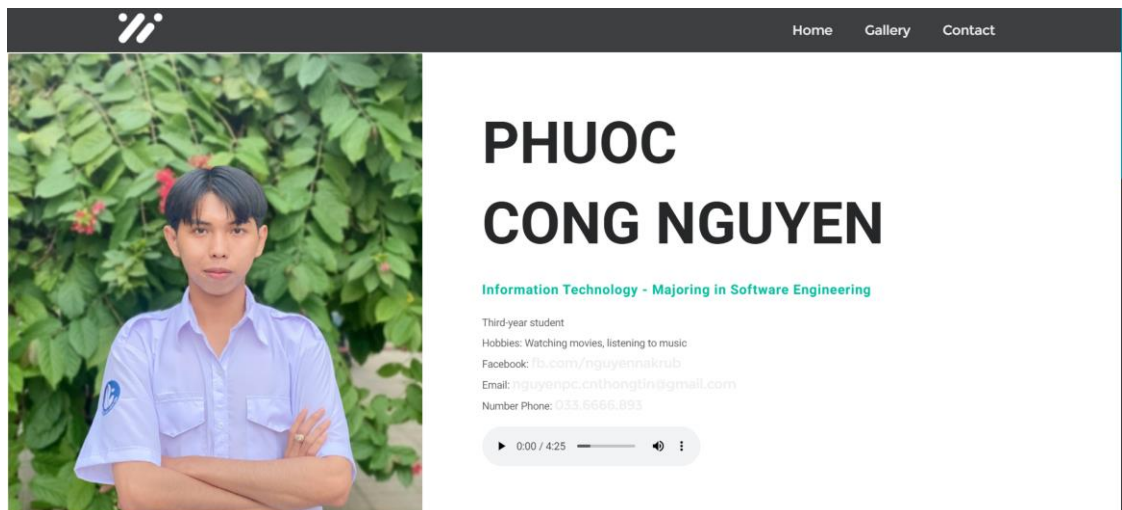 Home Gallery Contact
PHUOC
CONG NGUYEN
Information Technology - Majoring in Software Engineering
Third-year student
Hobbies: Watching movies, listening to music
Facebook: fb.com/nguyennakrub
Email: nguyenpc.cnthongtin@gmail.com
Number Phone: 033.6666.893
0:00 / 4:25